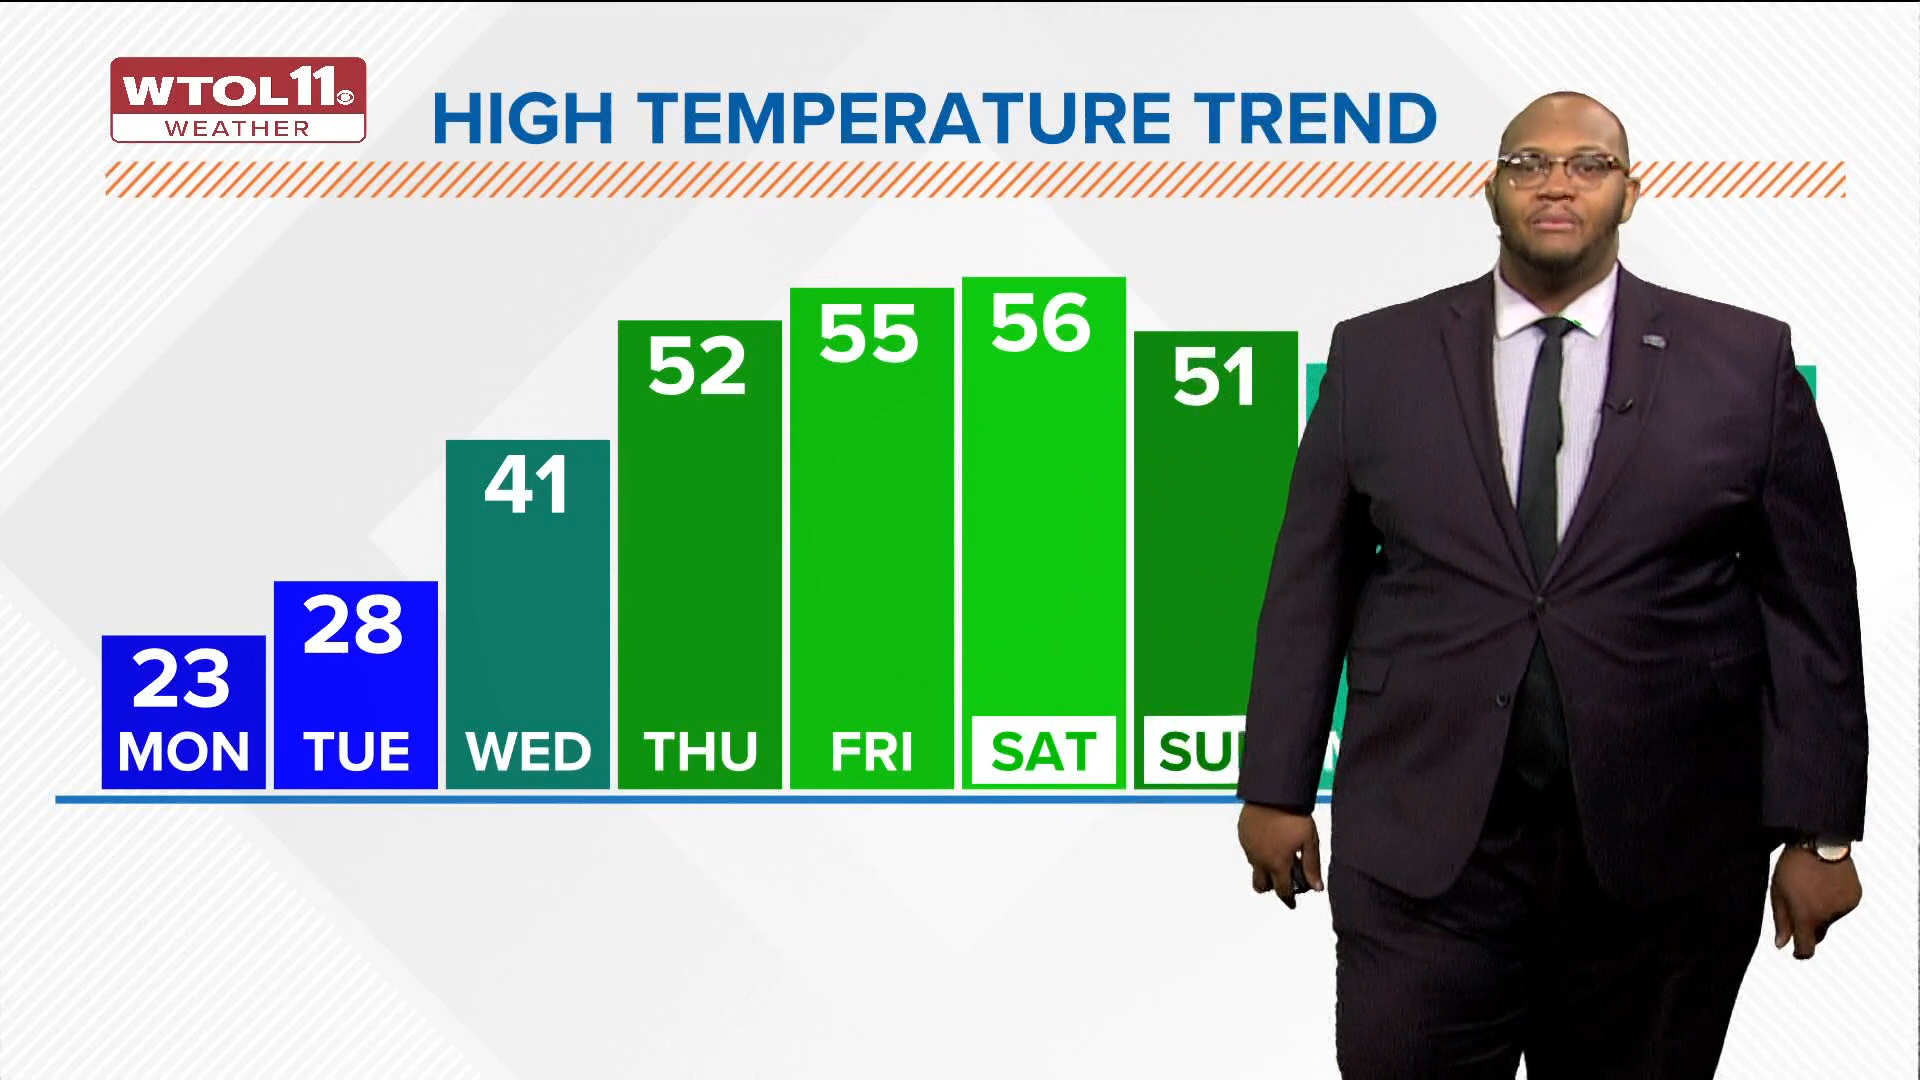 WTOL11
WEATHER
HIGH TEMPERATURE TREND
23 28 41 52 55 56 51
MON TUE WED THU FRI SAT